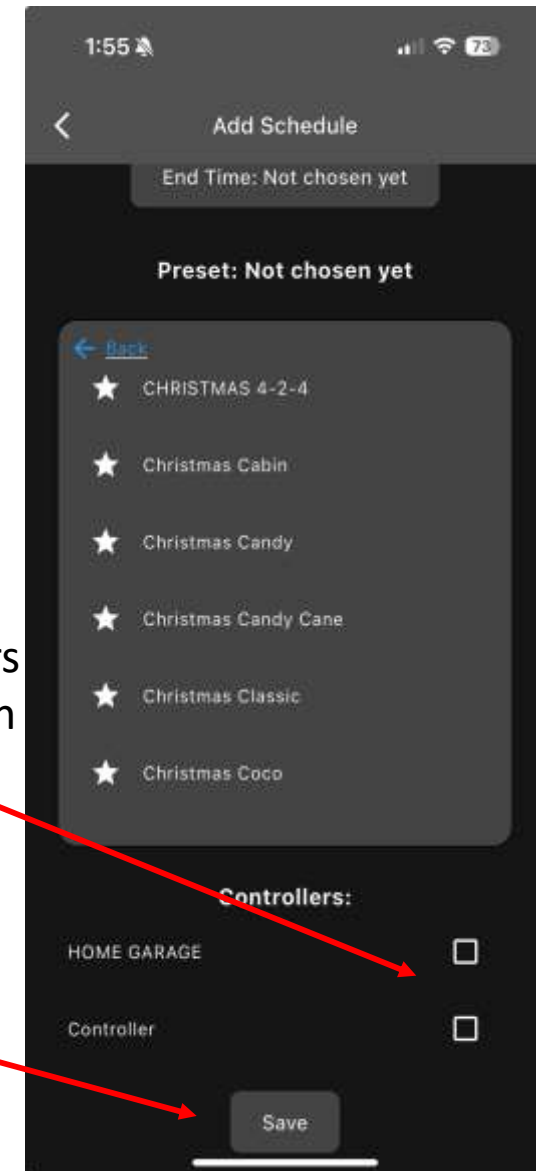 1:55
73
Add Schedule
End Time: Not chosen yet
Preset: Not chosen yet
Back
CHRISTMAS 4-2-4
Christmas Cabin
Christmas Candy
Christmas Candy Cane
rs
Christmas Classic
n
Christmas Coco
Controllers:
HOME GARAGE
Controller
Save